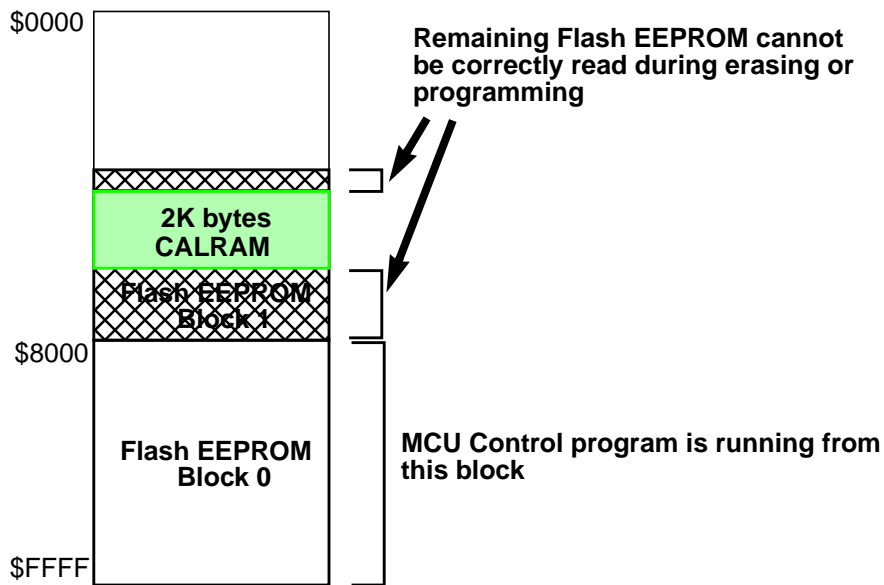 $0000
Remaining Flash EEPROM cannot
be correctly read during erasing or
programming
2K bytes
CALRAM
Flash EEPROM
Block 1
$8000
Flash EEPROM
Block 0
MCU Control program is running from
this block
$FFFF